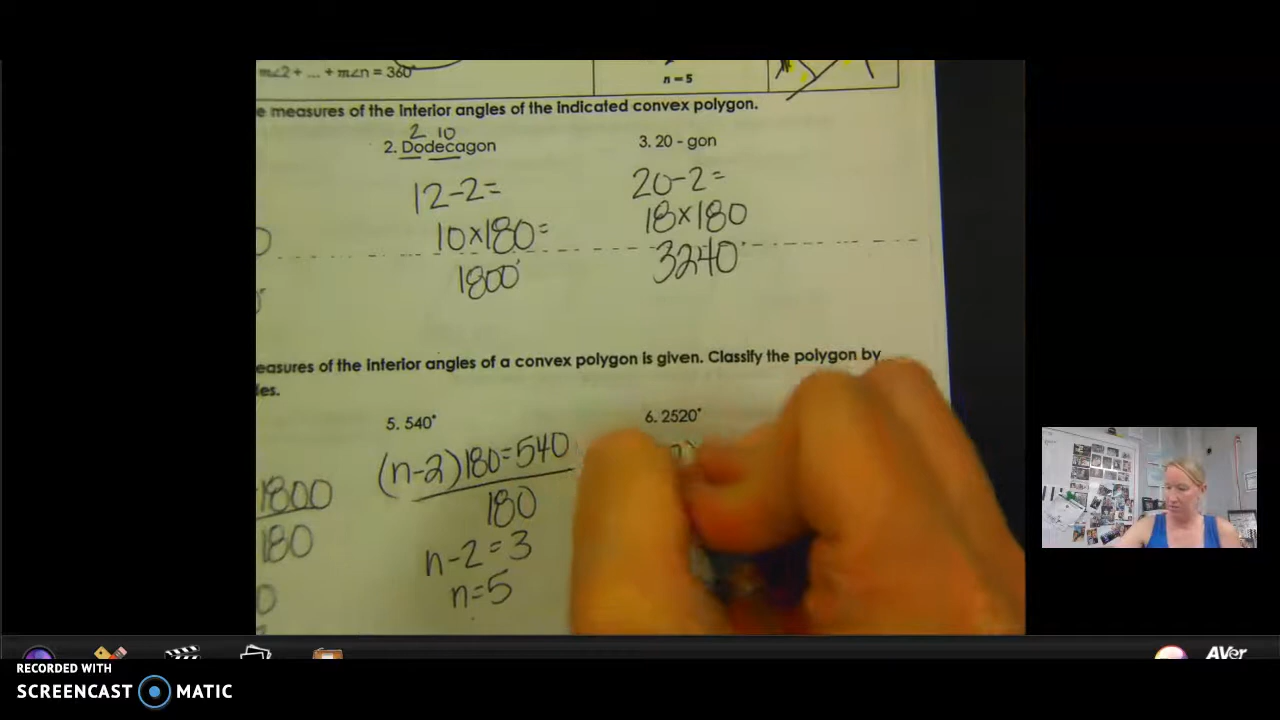 m∠2 + ... + m∠n = 360°
n = 5
e measures of the interior angles of the indicated convex polygon.
2 10
2. Dodecagon
12-2=
10×180=
1800°
3. 20 - gon
20-2=
18×180
3240°
easures of the interior angles of a convex polygon is given. Classify the polygon by
les.
1800
180
5. 540°
(n-2)180=540
180
n-2=3
n=5
6. 2520°
RECORDED WITH
SCREENCAST MATIC
AVer